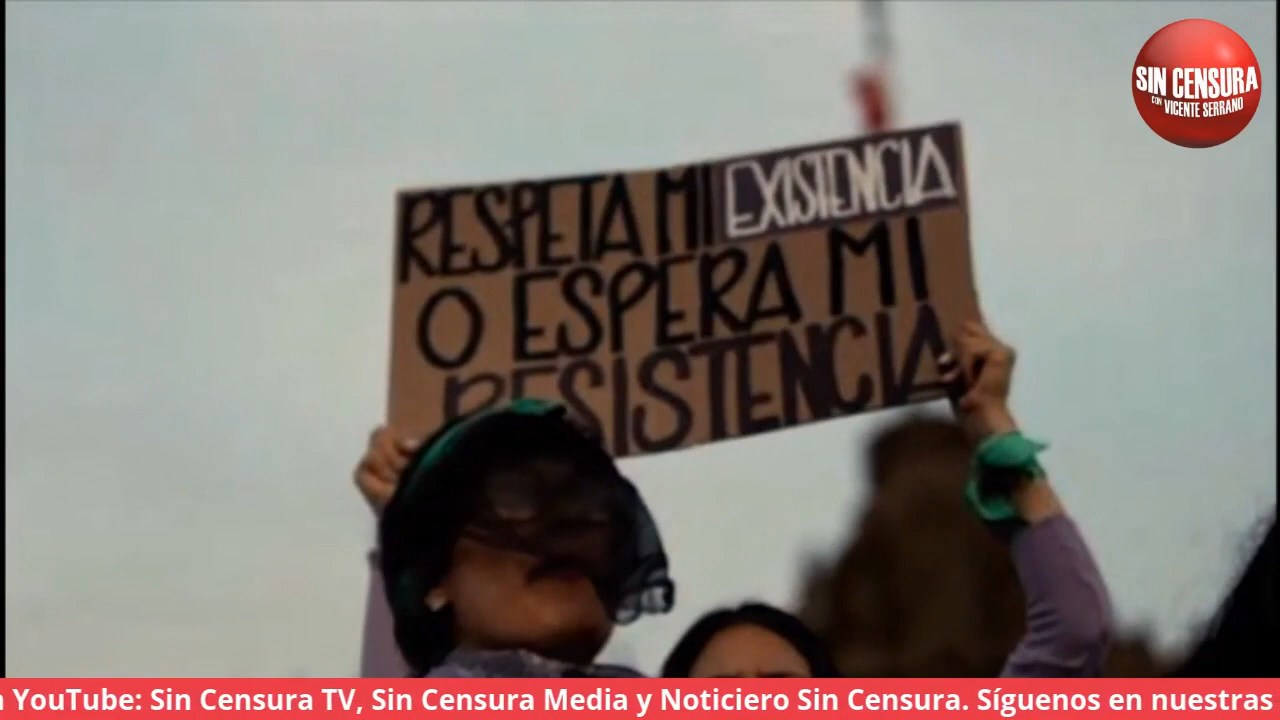 SIN CENSURA
CON VICENTE SERRANO
RESPETA MI EXISTENCIA
O ESPERA MI
RESISTENCIA
YouTube: Sin Censura TV, Sin Censura Media y Noticiero Sin Censura. Síguenos en nuestras